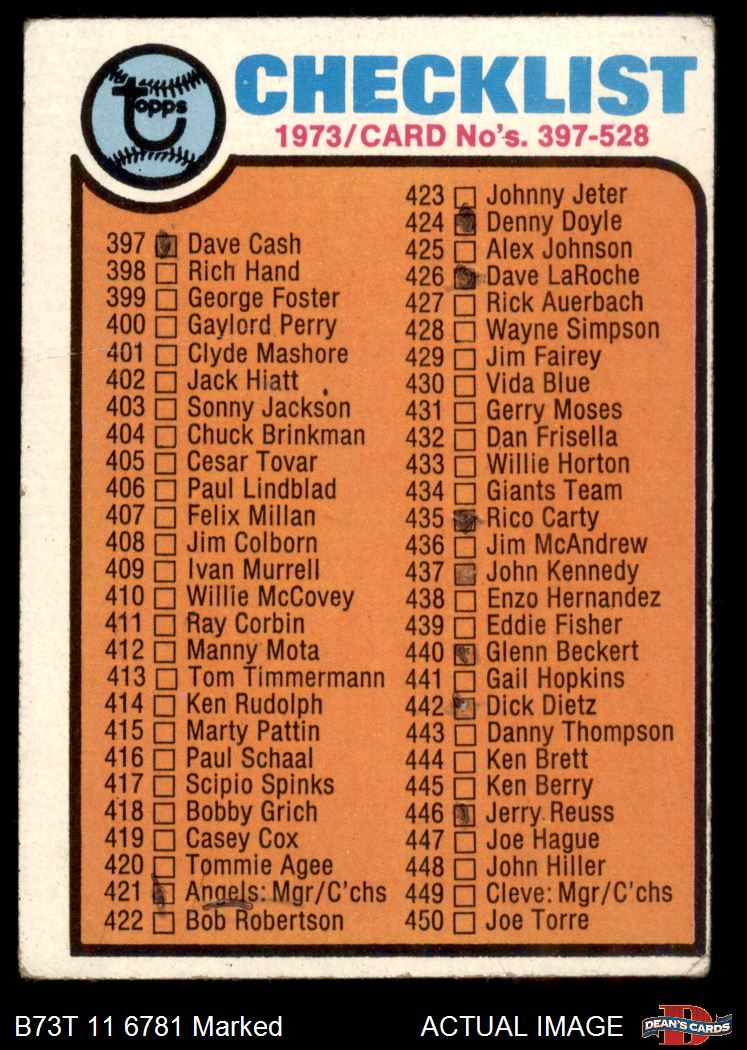 topps
CHECKLIST
1973/CARD No's. 397-528
397 Dave Cash
398 Rich Hand
399 George Foster
400 Gaylord Perry
401 Clyde Mashore
402 Jack Hiatt
403 Sonny Jackson
404 Chuck Brinkman
405 Cesar Tovar
406 Paul Lindblad
407 Felix Millan
408 Jim Colborn
409 Ivan Murrell
410 Willie McCovey
411 Ray Corbin
412 Manny Mota
413 Tom Timmermann
414 Ken Rudolph
415 Marty Pattin
416 Paul Schaal
417 Scipio Spinks
418 Bobby Grich
419 Casey Cox
420 Tommie Agee
421 Angels: Mgr/C'chs
422 Bob Robertson
423 Johnny Jeter
424 Denny Doyle
425 Alex Johnson
426 Dave LaRoche
427 Rick Auerbach
428 Wayne Simpson
429 Jim Fairey
430 Vida Blue
431 Gerry Moses
432 Dan Frisella
433 Willie Horton
434 Giants Team
435 Rico Carty
436 Jim McAndrew
437 John Kennedy
438 Enzo Hernandez
439 Eddie Fisher
440 Glenn Beckert
441 Gail Hopkins
442 Dick Dietz
443 Danny Thompson
444 Ken Brett
445 Ken Berry
446 Jerry Reuss
447 Joe Hague
448 John Hiller
449 Cleve: Mgr/C'chs
450 Joe Torre
B73T 11 6781 Marked
ACTUAL IMAGE
DEAN'S CARDS